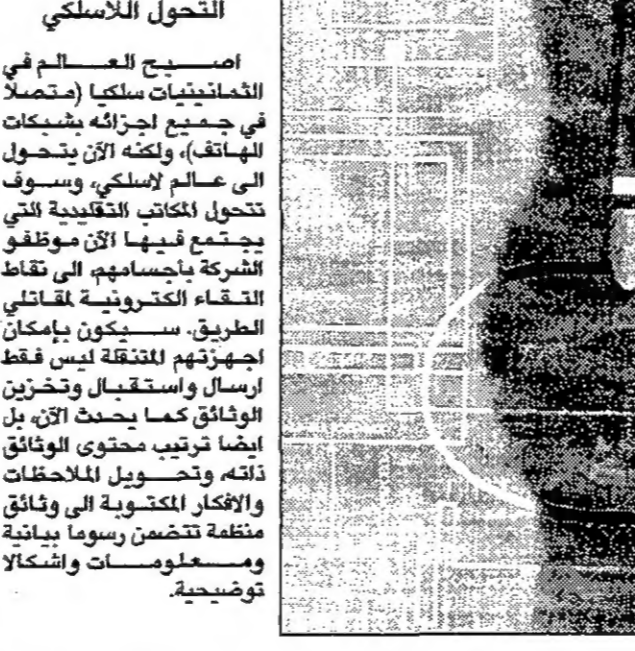 التحول اللاسلكي
اصبح العالم في
الثمانينيات سلكيا (متصلا
في جميع اجزائه بشبكات
الهاتف)، ولكنه الآن يتحول
الى عالم لاسلكي، وسوف
تتحول المكاتب التقليدية التي
يجتمع فيها الآن موظفو
الشركة بأجسامهم، الى نقاط
التقاء الكترونية لمقاتلي
الطريق. سيكون بإمكان
اجهزتهم المتنقلة ليس فقط
ارسال واستقبال وتخزين
الوثائق كما يحدث الآن، بل
ايضا ترتيب محتوى الوثائق
ذاته، وتحويل الملاحظات
والافكار المكتوبة الى وثائق
منظمة تتضمن رسوما بيانية
ومعلومات واشكالا
توضيحية.